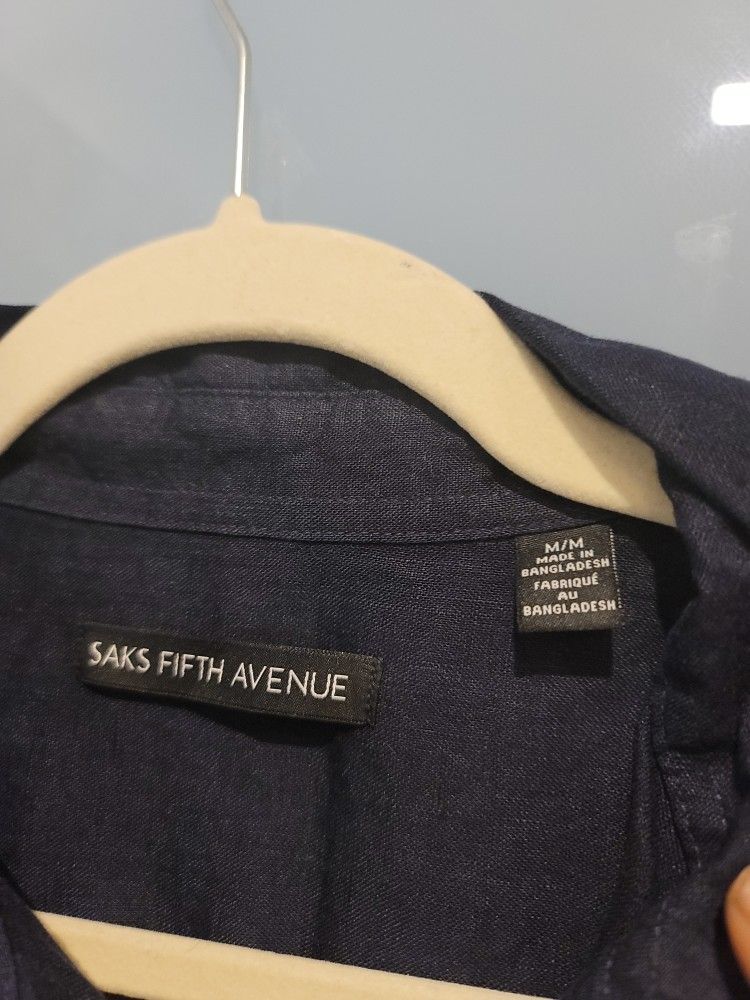 M/M
MADE IN
BANGLADESH
FABRIQUÉ
AU
BANGLADESH
SAKS FIFTH AVENUE